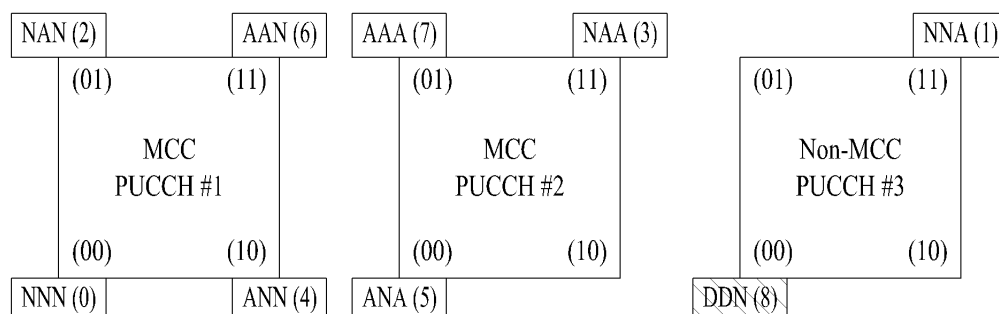 NAN (2) AAN (6) AAA (7) NAA (3) NNA (1)
(01) (11) (01) (11) (01) (11)
MCC MCC Non-MCC
PUCCH #1 PUCCH #2 PUCCH #3
(00) (10) (00) (10) (00) (10)
NNN (0) ANN (4) ANA (5) DDN (8)